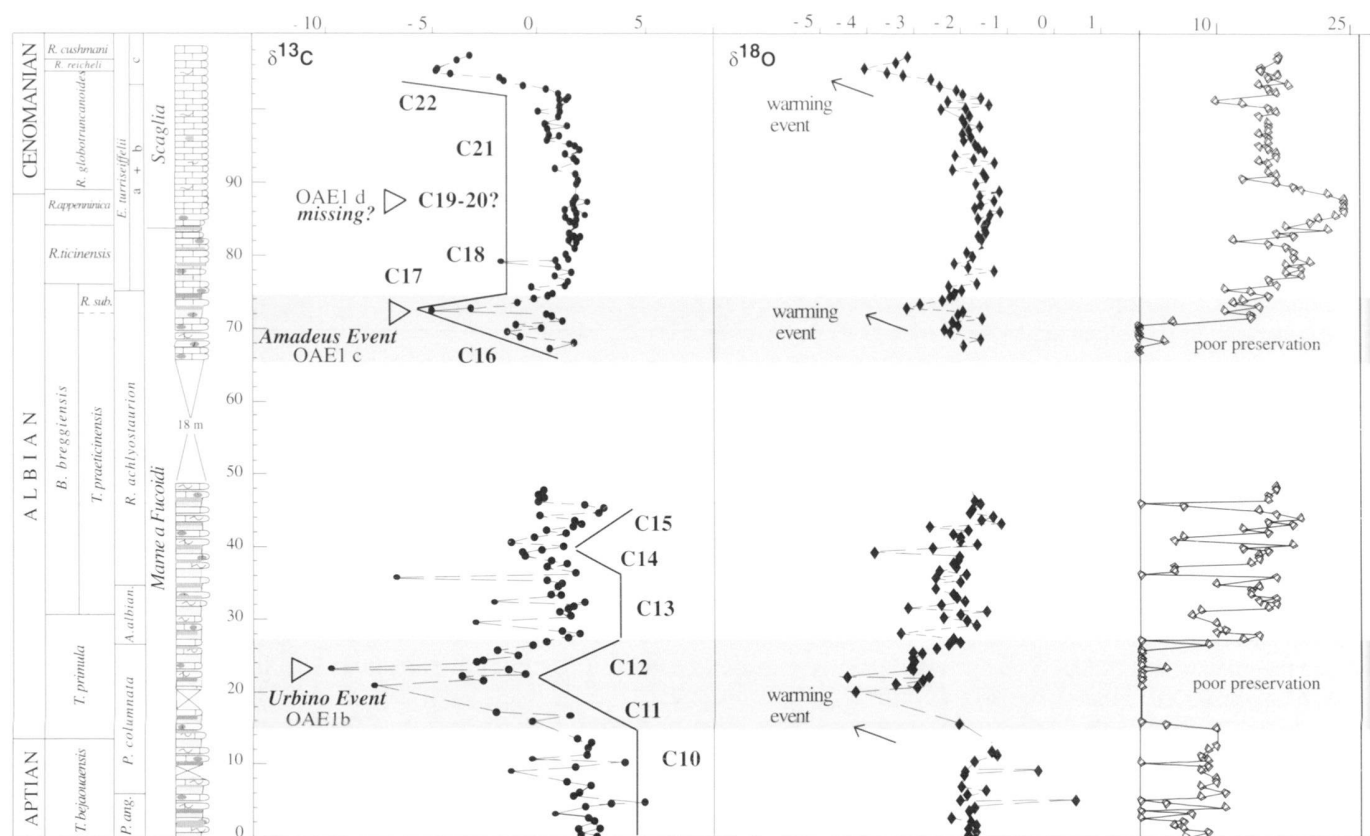 - 10 - 5 0 5 - 5 - 4 - 3 - 2 - 1 0 1 10 25
δ13C
δ18O
CENOMANIAN
ALBIAN
APTIAN
R. cushmani
R. reicheli
R. globotruncanoides
R.appenninica
R.ticinensis
B. breggiensis
R. sub.
T. praeticinensis
T. primula
T. bejaouaensis
c
a + b
E. turriseiffelii
R. achlyostaurion
A.albian.
P. columnata
P. ang.
Scaglia
Marne a Fucoidi
18 m
90
80
70
60
50
40
30
20
10
0
C22
C21
OAE1 d
missing?
C19-20?
C18
C17
Amadeus Event
OAE1 c
C16
C15
C14
C13
C12
Urbino Event
OAE1b
C11
C10
warming
event
warming
event
warming
event
poor preservation
poor preservation